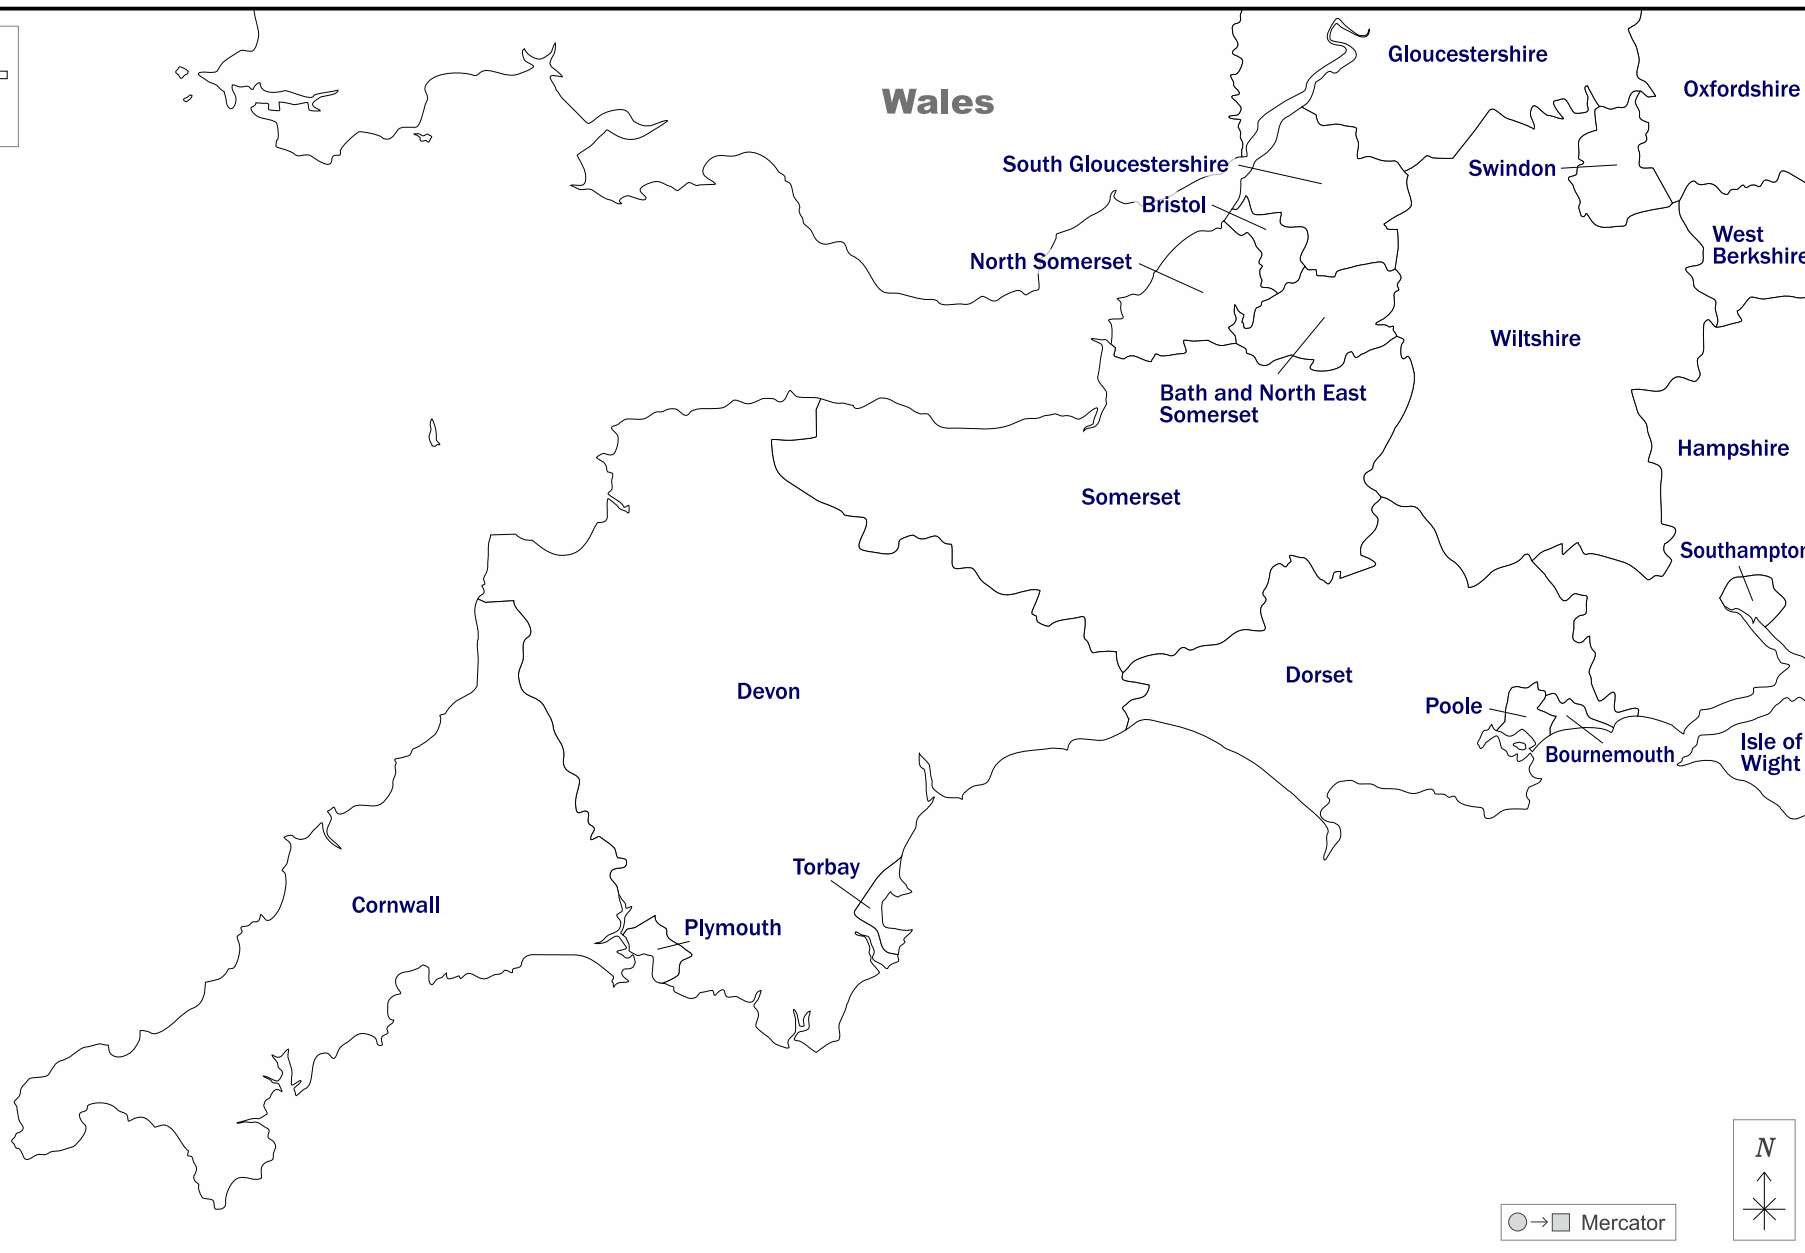 Gloucestershire
Oxfordshire
Wales
South Gloucestershire
Swindon
Bristol
West
Berkshire
North Somerset
Wiltshire
Bath and North East
Somerset
Hampshire
Somerset
Southampton
Devon
Dorset
Poole
Bournemouth
Isle of
Wight
Torbay
Cornwall
Plymouth
N
Mercator